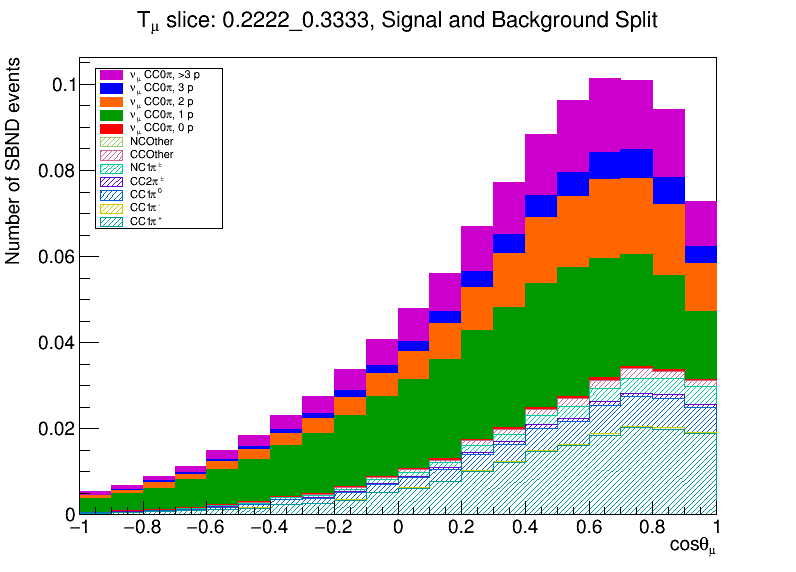 T_μ slice: 0.2222_0.3333, Signal and Background Split
Number of SBND events
0.1
0.08
0.06
0.04
0.02
0
ν_μ CC0π, >3 p
ν_μ CC0π, 3 p
ν_μ CC0π, 2 p
ν_μ CC0π, 1 p
ν_μ CC0π, 0 p
NCOther
CCOther
NC1π^±
CC2π^±
CC1π^0
CC1π^-
CC1π^+
−1 −0.8 −0.6 −0.4 −0.2 0 0.2 0.4 0.6 0.8 1
cosθ_μ